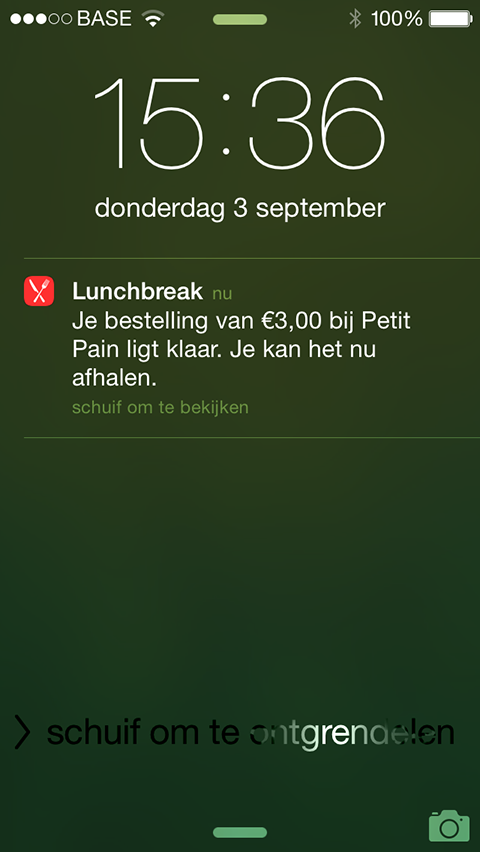 BASE 100%
15:36
donderdag 3 september
Lunchbreak nu
Je bestelling van €3,00 bij Petit
Pain ligt klaar. Je kan het nu
afhalen.
schuif om te bekijken
schuif om te ontgrendelen